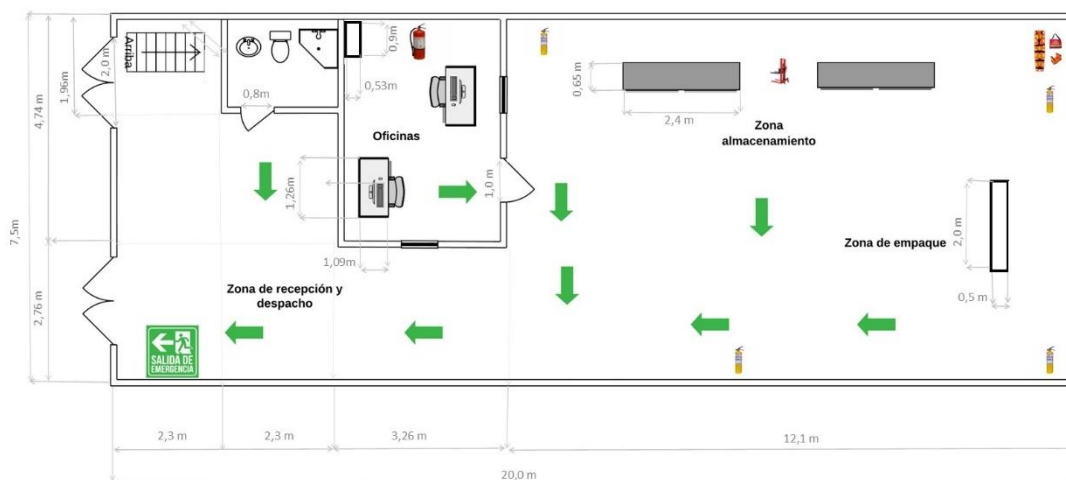 Arriba
2,0 m
1,96m
4,74 m
7,5m
2,76 m
0,8m
0,9m
0,53m
Oficinas
1,26m
1,09m
1,0 m
0,65 m
2,4 m
Zona
almacenamiento
Zona de empaque
2,0 m
0,5 m
Zona de recepción y
despacho
SALIDA DE
EMERGENCIA
2,3 m
2,3 m
3,26 m
12,1 m
20,0 m